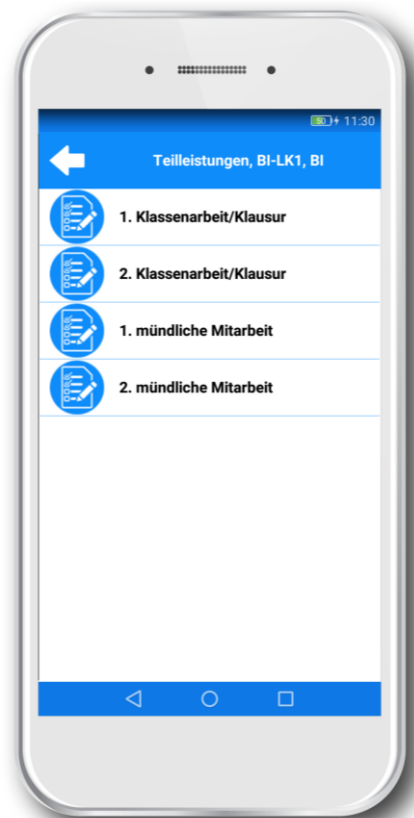 50 11:30
Teilleistungen, BI-LK1, BI
1. Klassenarbeit/Klausur
2. Klassenarbeit/Klausur
1. mündliche Mitarbeit
2. mündliche Mitarbeit